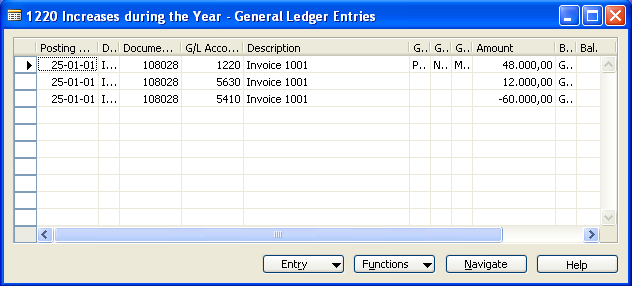 1220 Increases during the Year - General Ledger Entries
Posting ... D... Docume... G/L Acco... Description G.. G.. G.. Amount B.. Bal.
25-01-01 I... 108028 1220 Invoice 1001 P.. N.. M.. 48.000,00 G..
25-01-01 I... 108028 5630 Invoice 1001 12.000,00 G..
25-01-01 I... 108028 5410 Invoice 1001 -60.000,00 G..
Entry Functions Navigate Help